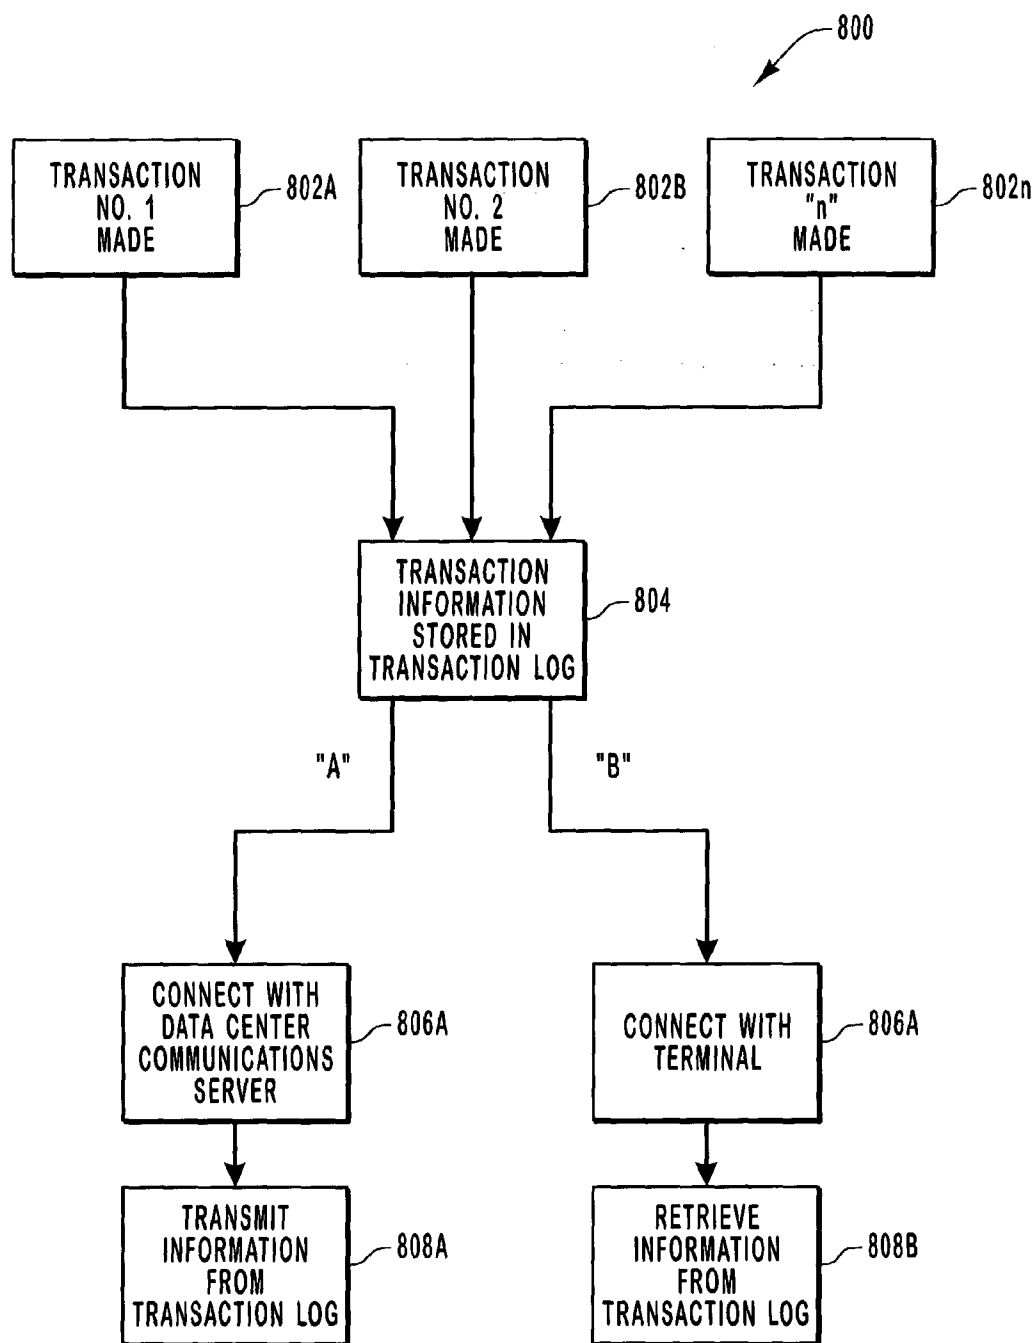 800
TRANSACTION
NO. 1
MADE
802A
TRANSACTION
NO. 2
MADE
802B
TRANSACTION
"n"
MADE
802n
TRANSACTION
INFORMATION
STORED IN
TRANSACTION LOG
804
"A"
"B"
CONNECT WITH
DATA CENTER
COMMUNICATIONS
SERVER
806A
CONNECT WITH
TERMINAL
806A
TRANSMIT
INFORMATION
FROM
TRANSACTION LOG
808A
RETRIEVE
INFORMATION
FROM
TRANSACTION LOG
808B